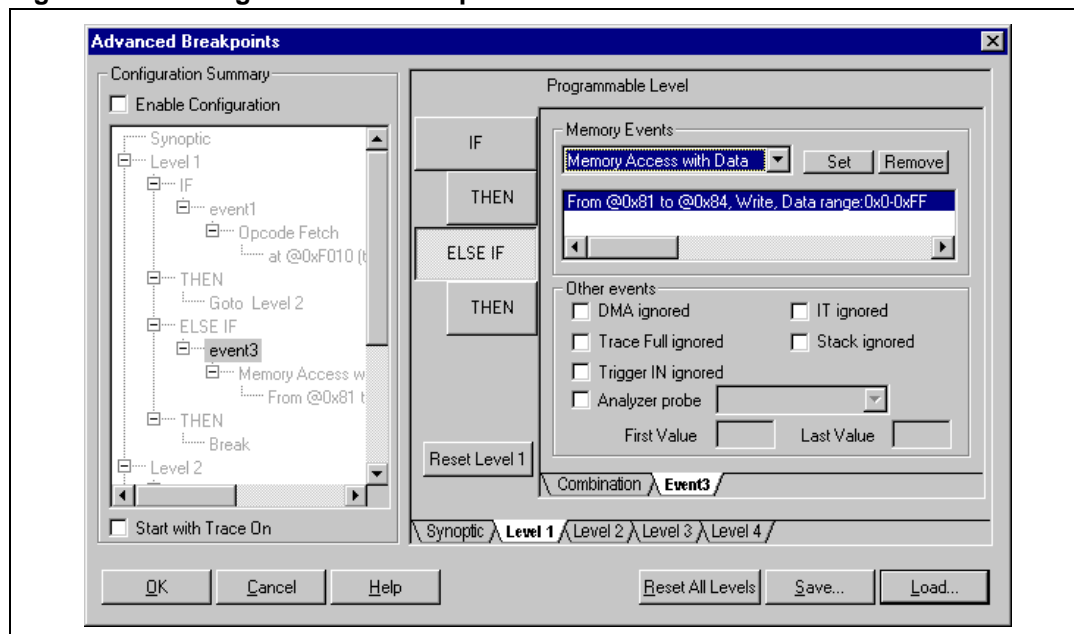 Advanced Breakpoints
Configuration Summary
Enable Configuration
Synoptic
Level 1
IF
event1
Opcode Fetch
at @0xF010 (t
THEN
Goto Level 2
ELSE IF
event3
Memory Access w
From @0x81 t
THEN
Break
Level 2
Start with Trace On
Programmable Level
IF
THEN
ELSE IF
THEN
Reset Level 1
Memory Events
Memory Access with Data
Set
Remove
From @0x81 to @0x84, Write, Data range:0x0-0xFF
Other events
DMA ignored
IT ignored
Trace Full ignored
Stack ignored
Trigger IN ignored
Analyzer probe
First Value
Last Value
Combination
Event3
Synoptic
Level 1
Level 2
Level 3
Level 4
OK
Cancel
Help
Reset All Levels
Save...
Load...